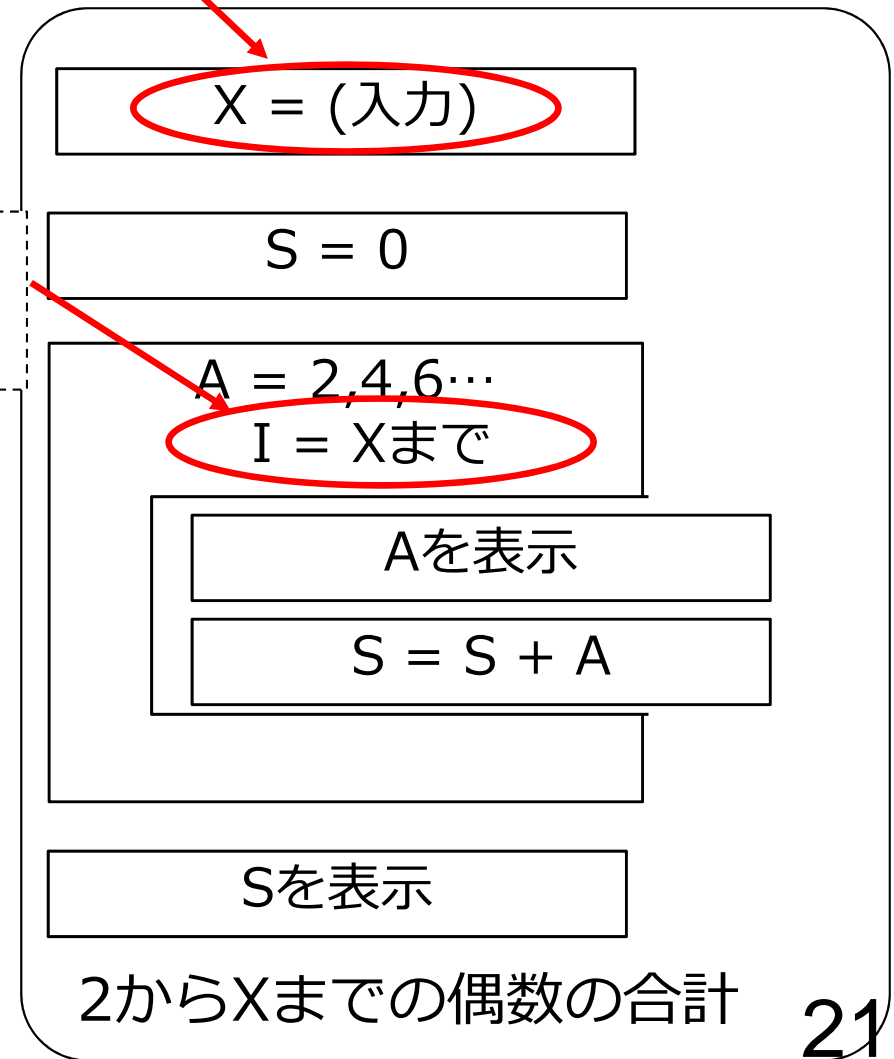 X = (入力)
S = 0
A = 2,4,6…
I = Xまで
Aを表示
S = S + A
Sを表示
2からXまでの偶数の合計
21